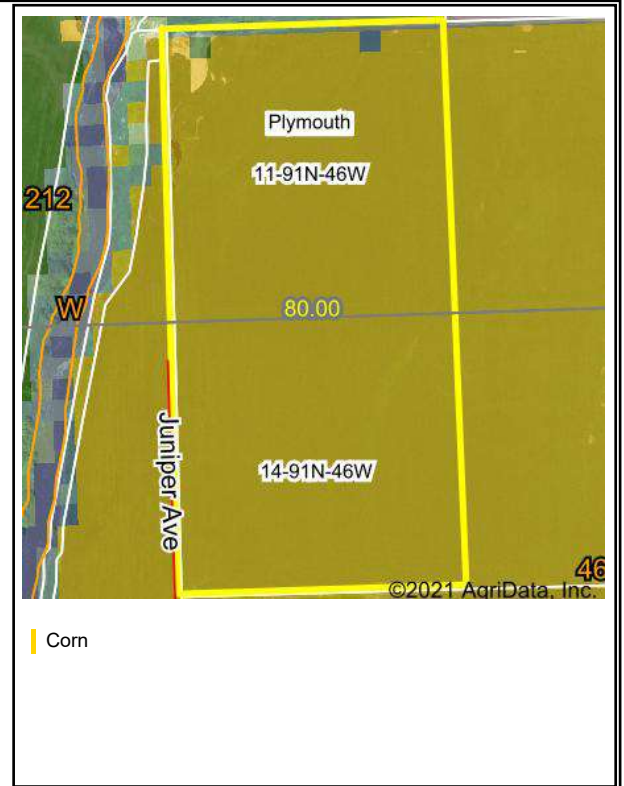 Plymouth
11-91N-46W
212
W
80.00
Juniper Ave
14-91N-46W
46
©2021 AgriData, Inc.
Corn